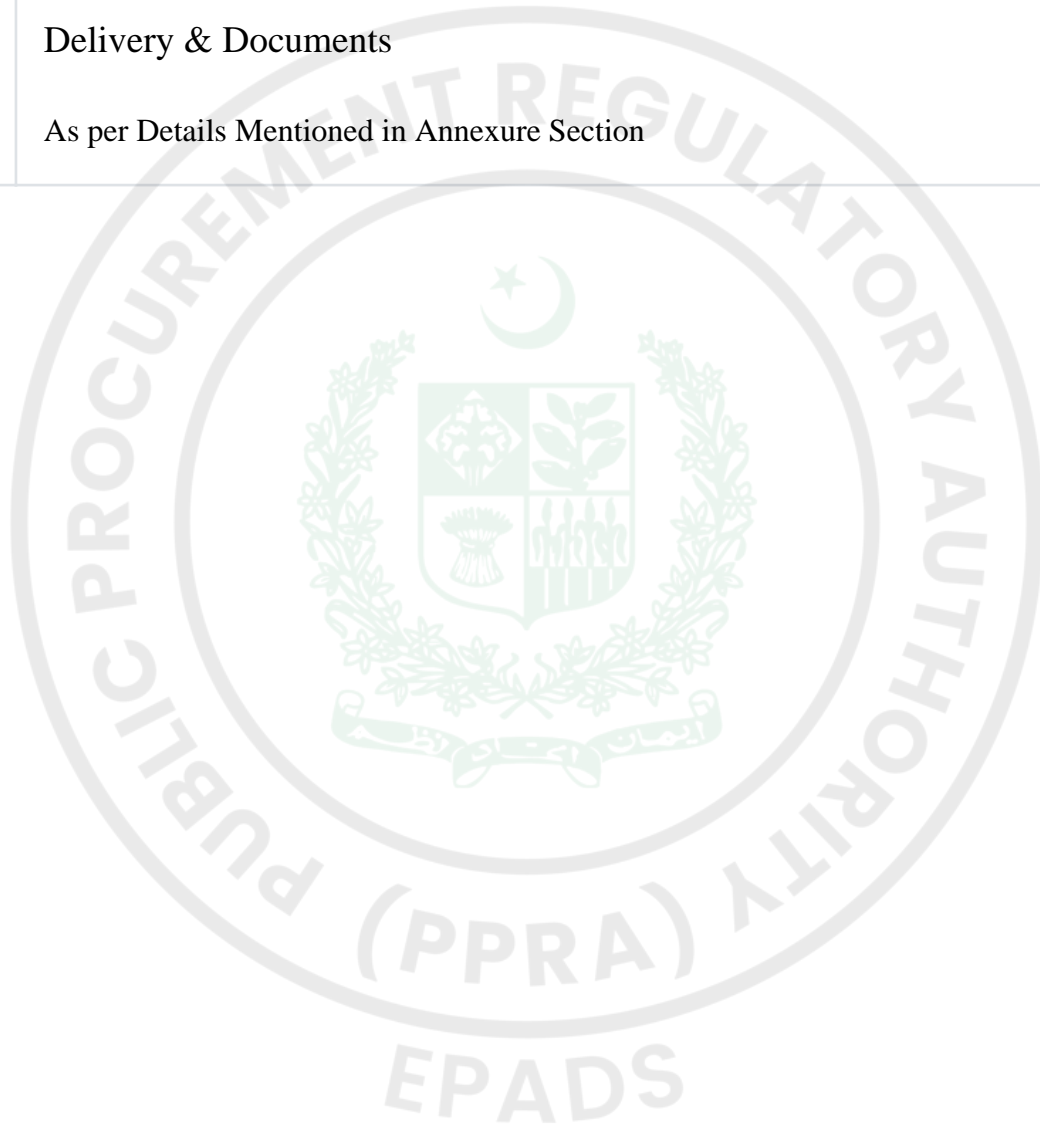 Delivery & Documents
As per Details Mentioned in Annexure Section
PUBLIC PROCUREMENT REGULATORY AUTHORITY
(PPRA)
EPADS